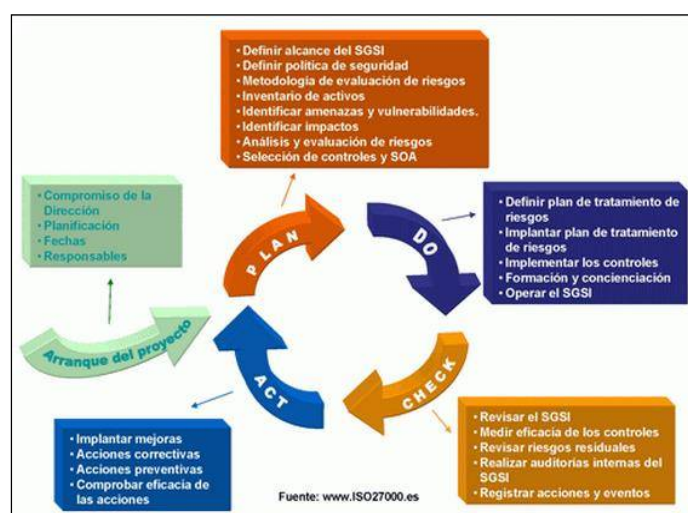 • Definir alcance del SGSI
• Definir política de seguridad
• Metodología de evaluación de riesgos
• Inventario de activos
• Identificar amenazas y vulnerabilidades.
• Identificar impactos
• Análisis y evaluación de riesgos
• Selección de controles y SOA
• Compromiso de la
Dirección
• Planificación
• Fechas
• Responsables
• Definir plan de tratamiento de
riesgos
• Implantar plan de tratamiento
de riesgos
• Implementar los controles
• Formación y concienciación
• Operar el SGSI
PLAN
DO
Arranque del proyecto
ACT
CHECK
• Implantar mejoras
• Acciones correctivas
• Acciones preventivas
• Comprobar eficacia de
las acciones
• Revisar el SGSI
• Medir eficacia de los controles
• Revisar riesgos residuales
• Realizar auditorías internas del
SGSI
• Registrar acciones y eventos
Fuente: www.ISO27000.es